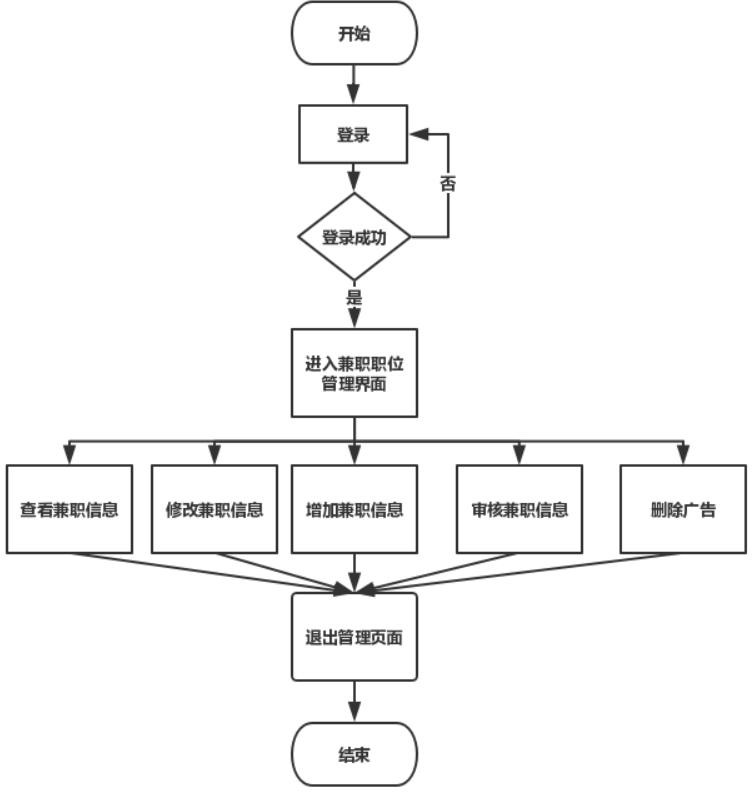 开始
登录
否
登录成功
是
进入兼职职位
管理界面
查看兼职信息
修改兼职信息
增加兼职信息
审核兼职信息
删除广告
退出管理页面
结束